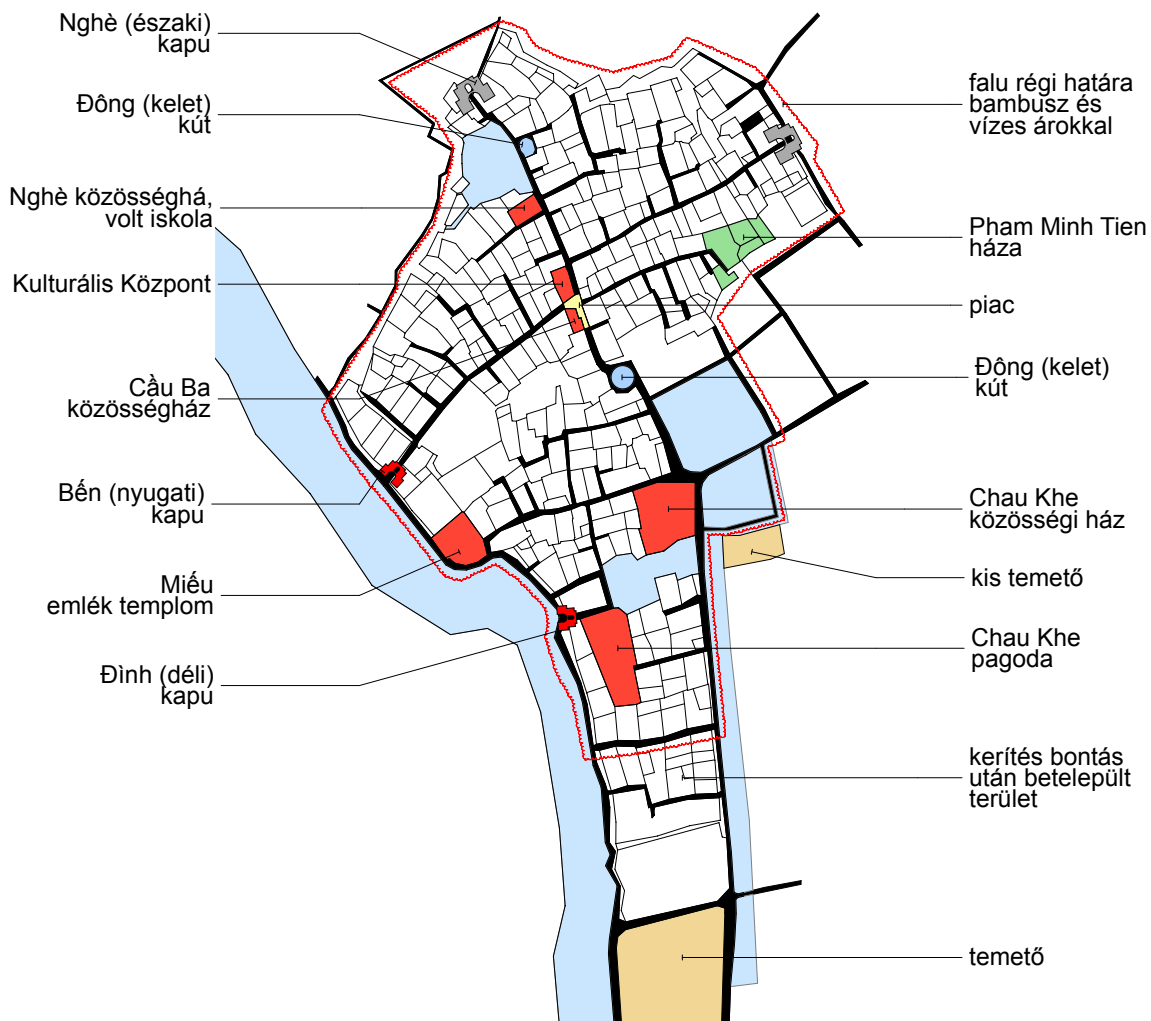 Nghè (északi)
kapu
Đông (kelet)
kút
Nghè közösséghá,
volt iskola
Kulturális Központ
Cầu Ba
közösségház
Bến (nyugati)
kapu
Miếu
emlék templom
Đình (déli)
kapu
falu régi határa
bambusz és
vízes árokkal
Pham Minh Tien
háza
piac
Đông (kelet)
kút
Chau Khe
közösségi ház
kis temető
Chau Khe
pagoda
kerítés bontás
után betelepült
terület
temető